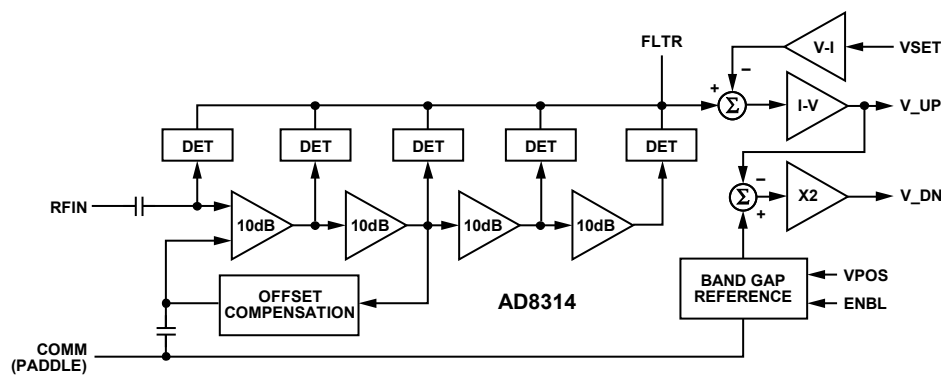 FLTR
V-I
VSET
+
−
Σ
I-V
V_UP
DET
DET
DET
DET
DET
RFIN
10dB
10dB
10dB
10dB
−
Σ
+
X2
V_DN
OFFSET
COMPENSATION
AD8314
BAND GAP
REFERENCE
VPOS
ENBL
COMM
(PADDLE)